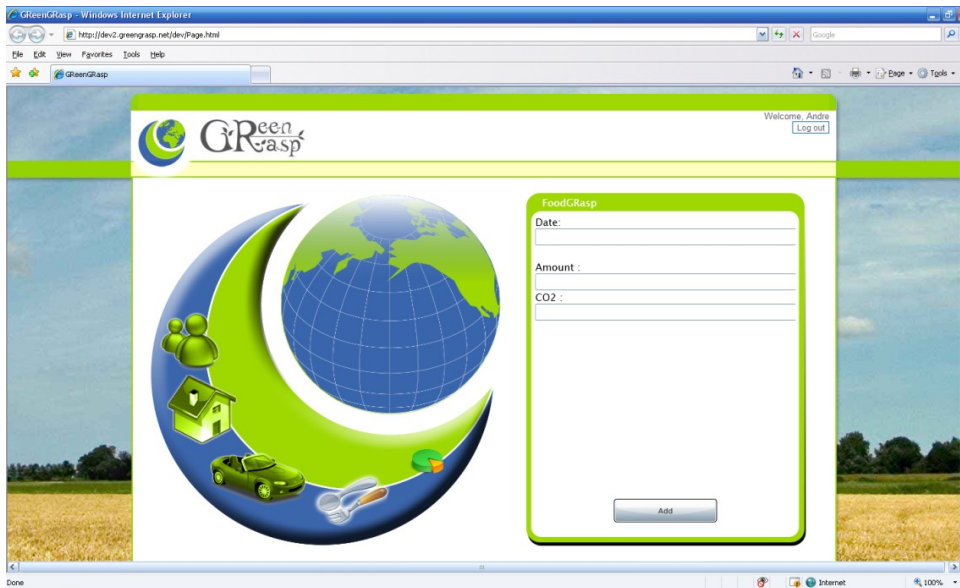 GReenGRasp - Windows Internet Explorer
http://dev2.greengrasp.net/dev/Page.html
Google
File Edit View Favorites Tools Help
GReenGRasp
Page Tools
Welcome, Andre
Log out
GReen
GRasp
FoodGRasp
Date:
Amount :
CO2 :
Add
Done
Internet
100%